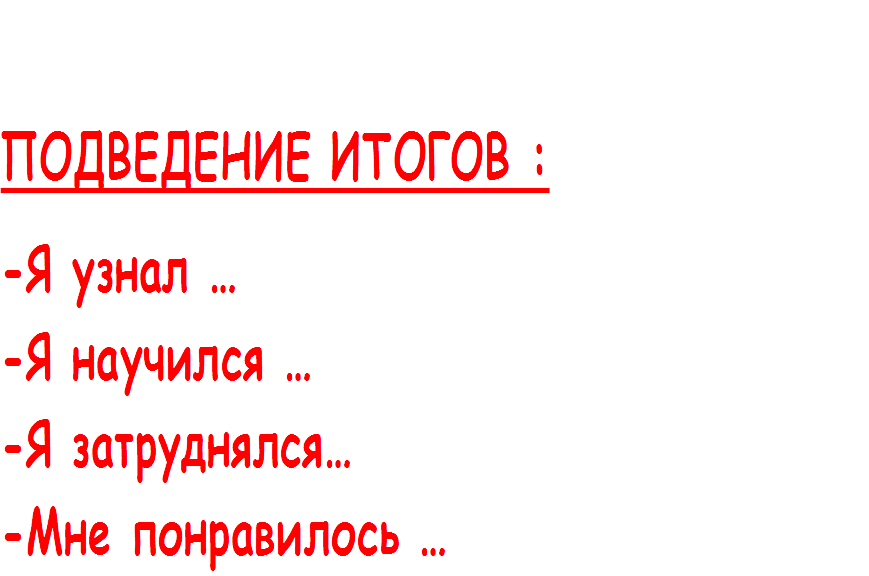 ПОДВЕДЕНИЕ ИТОГОВ :
-Я узнал …
-Я научился …
-Я затруднялся…
-Мне понравилось …